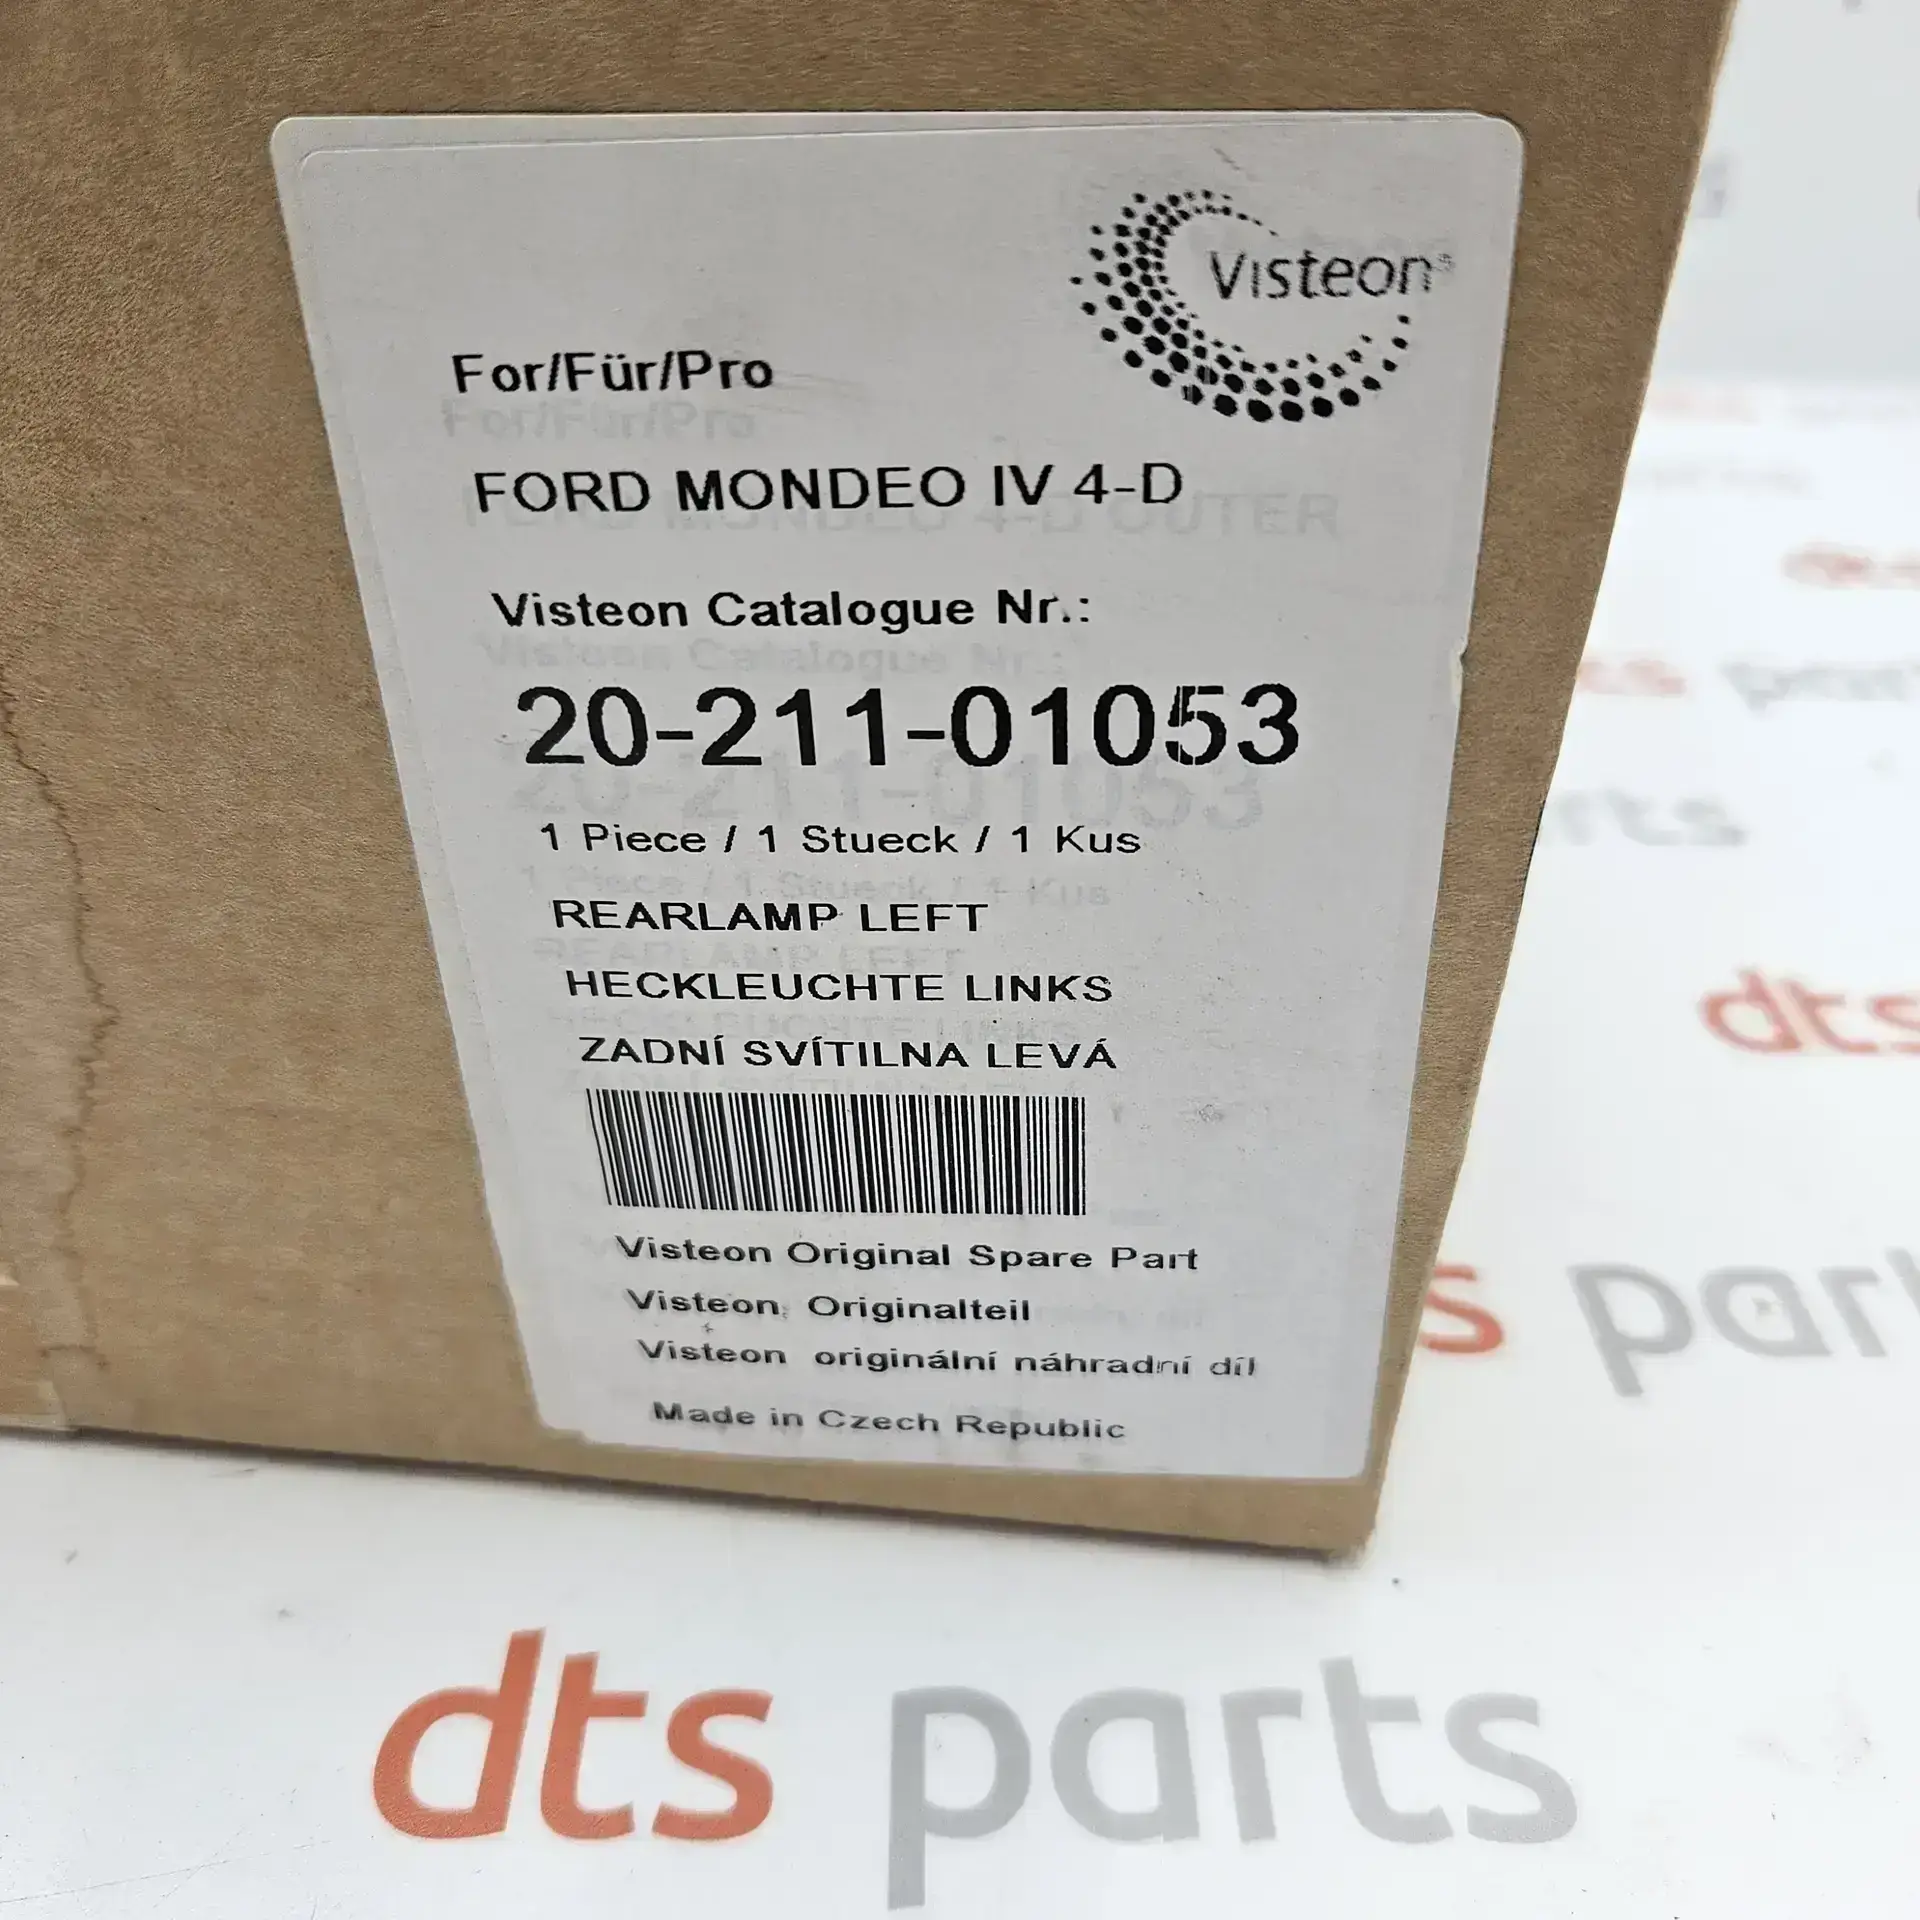 Visteon
For/Für/Pro
FORD MONDEO IV 4-D
Visteon Catalogue Nr.:
20-211-01053
1 Piece / 1 Stueck / 1 Kus
REARLAMP LEFT
HECKLEUCHTE LINKS
ZADNÍ SVÍTILNA LEVÁ
Visteon Original Spare Part
Visteon Originalteil
Visteon originální náhradní díl
Made in Czech Republic
dts
s par
dts parts